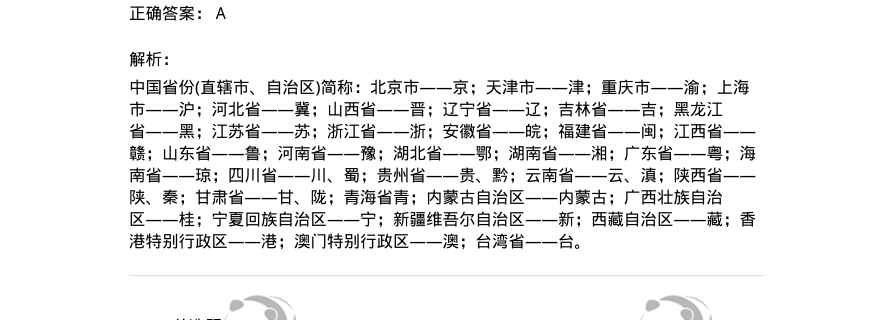 正确答案： A
解析：
中国省份(直辖市、自治区)简称：北京市——京；天津市——津；重庆市——渝；上海
市——沪；河北省——冀；山西省——晋；辽宁省——辽；吉林省——吉；黑龙江
省——黑；江苏省——苏；浙江省——浙；安徽省——皖；福建省——闽；江西省——
赣；山东省——鲁；河南省——豫；湖北省——鄂；湖南省——湘；广东省——粤；海
南省——琼；四川省——川、蜀；贵州省——贵、黔；云南省——云、滇；陕西省——
陕、秦；甘肃省——甘、陇；青海省青；内蒙古自治区——内蒙古；广西壮族自治
区——桂；宁夏回族自治区——宁；新疆维吾尔自治区——新；西藏自治区——藏；香
港特别行政区——港；澳门特别行政区——澳；台湾省——台。